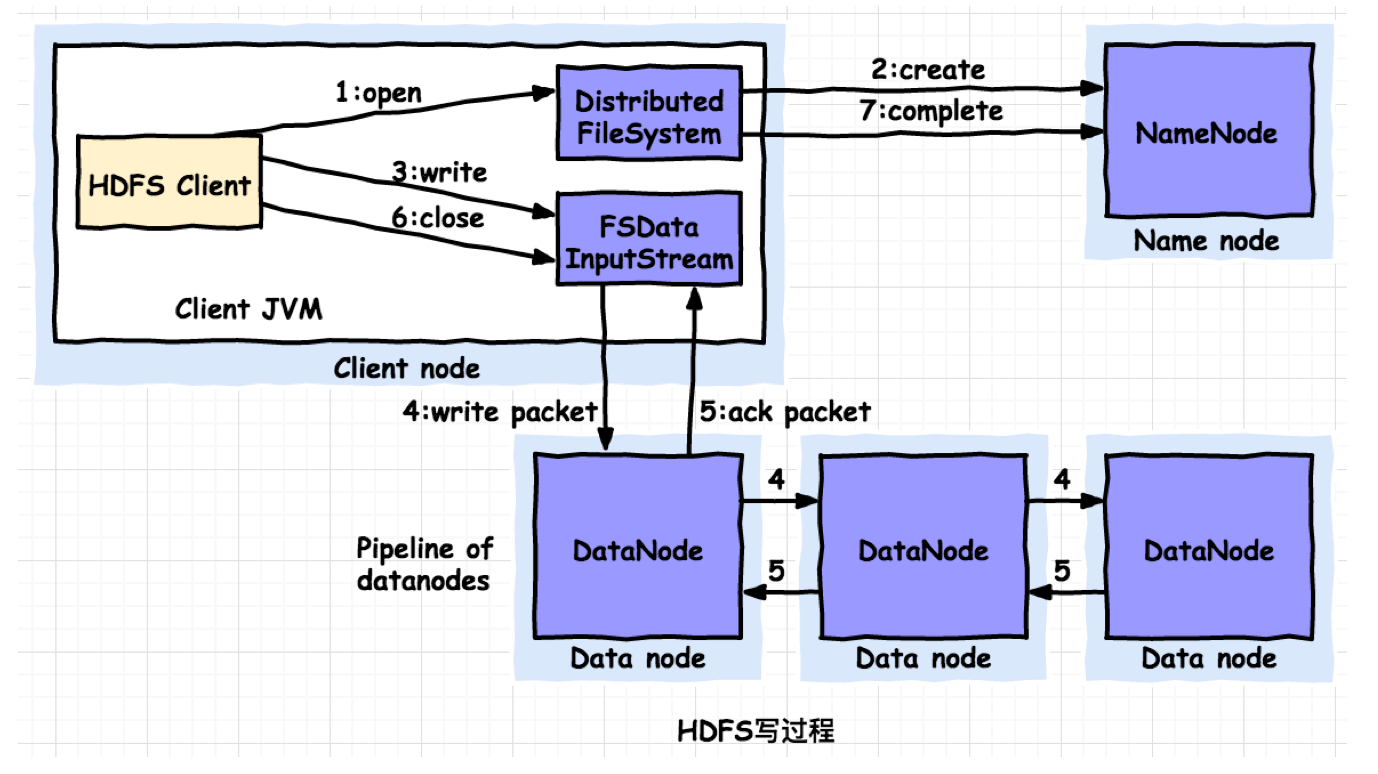 1:open
2:create
Distributed
FileSystem
7:complete
NameNode
HDFS Client
3:write
6:close
FSData
InputStream
Name node
Client JVM
Client node
4:write packet
5:ack packet
4
4
Pipeline of
datanodes
DataNode
DataNode
DataNode
5
5
Data node
Data node
Data node
HDFS写过程